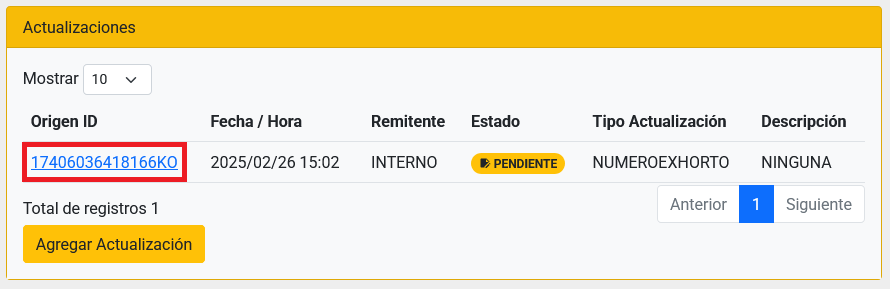 Actualizaciones
Mostrar 10
Origen ID Fecha / Hora Remitente Estado Tipo Actualización Descripción
17406036418166KO 2025/02/26 15:02 INTERNO PENDIENTE NUMEROEXHORTO NINGUNA
Total de registros 1
Anterior 1 Siguiente
Agregar Actualización